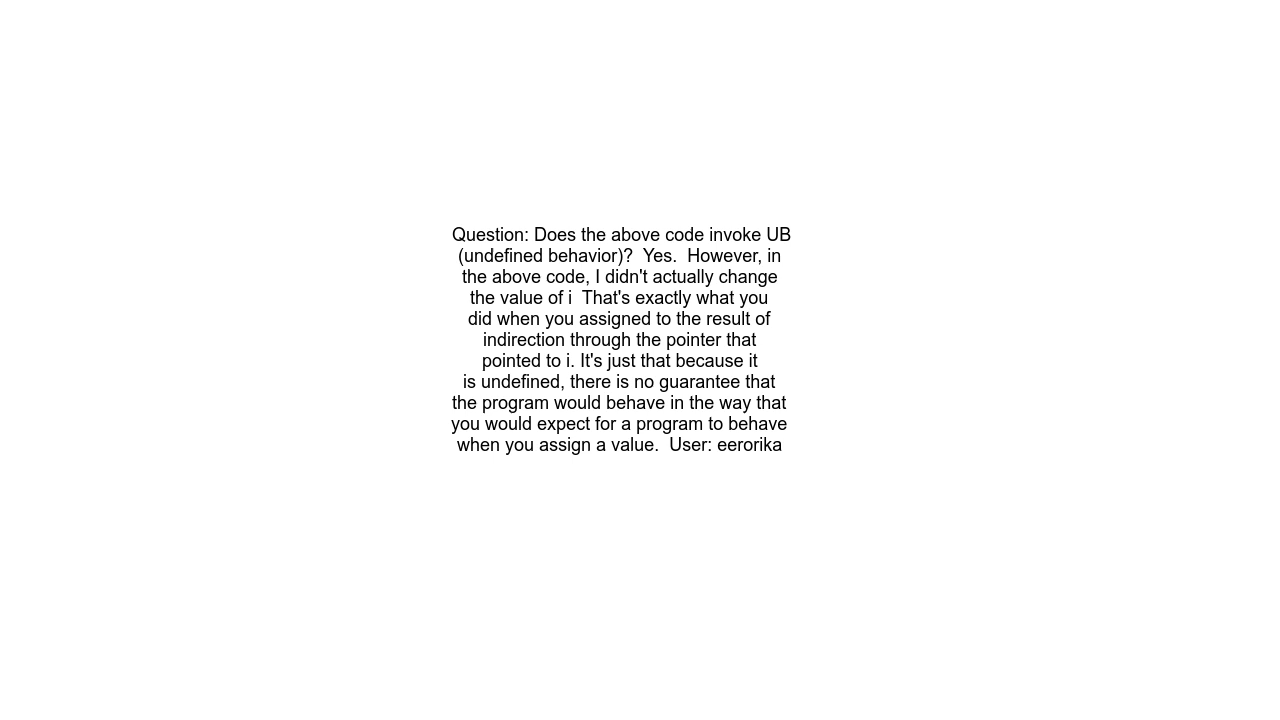 Question: Does the above code invoke UB
(undefined behavior)?  Yes.  However, in
the above code, I didn't actually change
the value of i  That's exactly what you
did when you assigned to the result of
indirection through the pointer that
pointed to i. It's just that because it
is undefined, there is no guarantee that
the program would behave in the way that
you would expect for a program to behave
when you assign a value.  User: eerorika